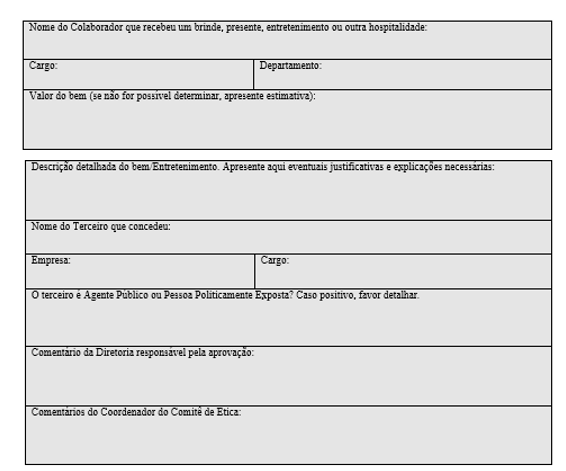 Nome do Colaborador que recebeu um brinde, presente, entretenimento ou outra hospitalidade:
Cargo:
Departamento:
Valor do bem (se não for possível determinar, apresente estimativa):
Descrição detalhada do bem/Entretenimento. Apresente aqui eventuais justificativas e explicações necessárias:
Nome do Terceiro que concedeu:
Empresa:
Cargo:
O terceiro é Agente Público ou Pessoa Politicamente Exposta? Caso positivo, favor detalhar.
Comentário da Diretoria responsável pela aprovação:
Comentários do Coordenador do Comitê de Etica: